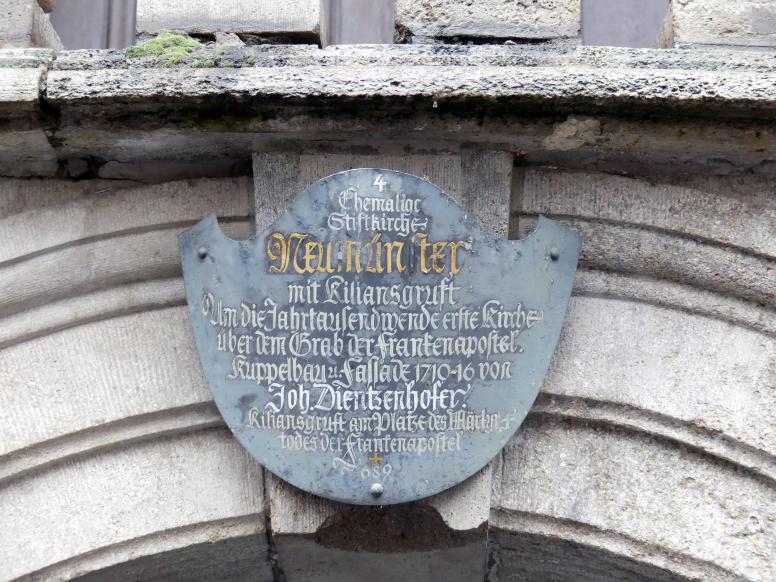 4
Ehemalige
Stiftkirche
Neumünster
mit Kiliansgruft
Um die Jahrtausendwende erste Kirche
über dem Grab der Frankenapostel.
Kuppelbau u. Fassade 1710-16 von
Joh. Dientzenhofer.
Kiliansgruft am Platze des Märty-
todes der Frankenapostel
689